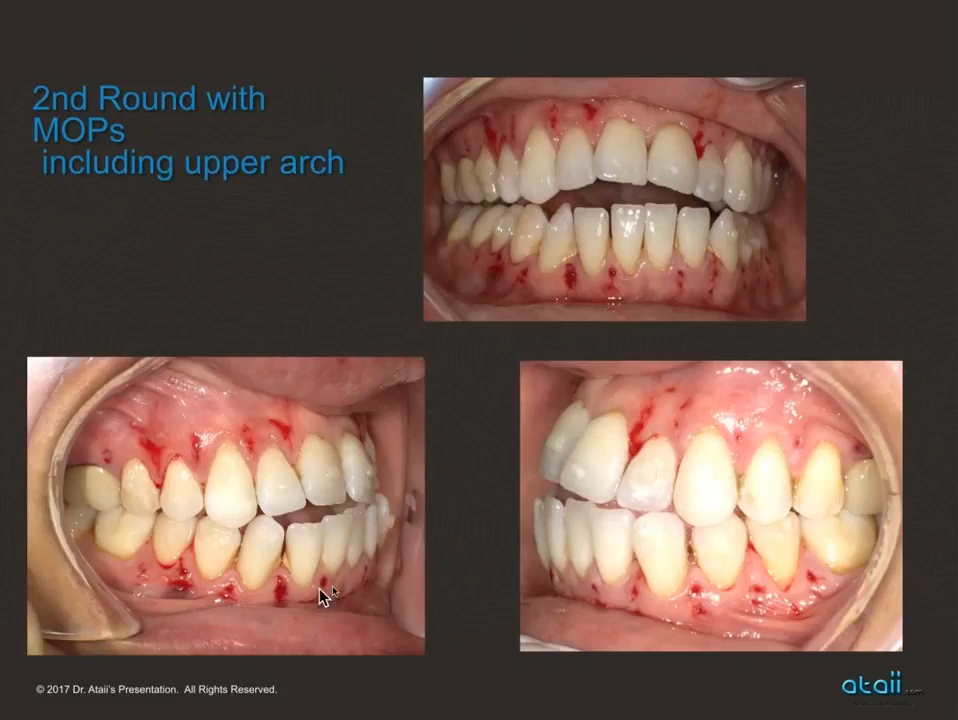 2nd Round with
MOPs
including upper arch
© 2017 Dr. Ataii's Presentation. All Rights Reserved.
ataii